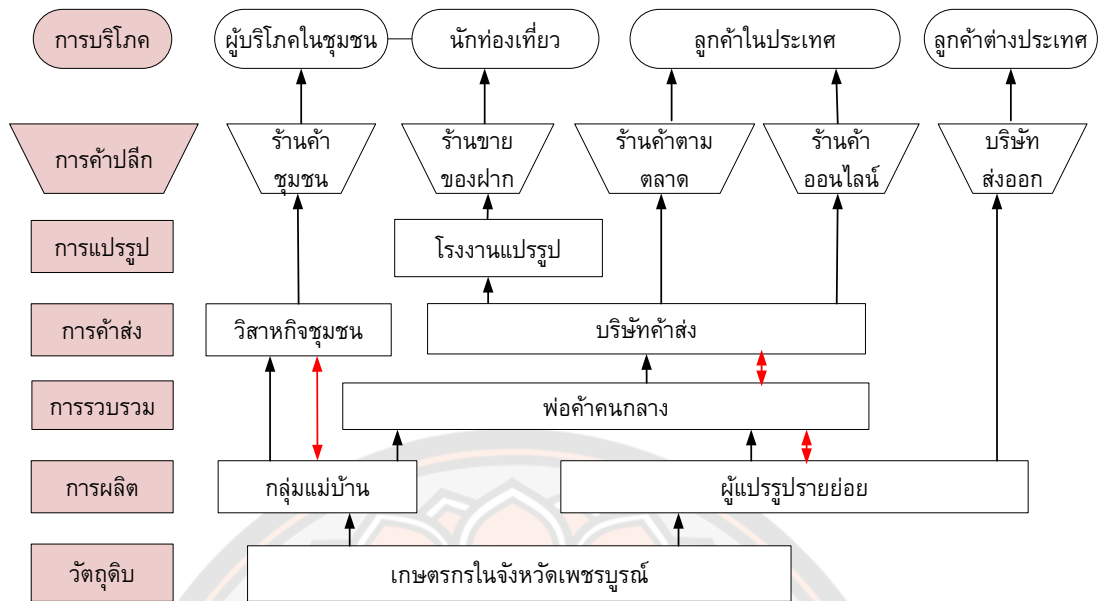 การบริโภค
ผู้บริโภคในชุมชน
นักท่องเที่ยว
ลูกค้าในประเทศ
ลูกค้าต่างประเทศ
การค้าปลีก
ร้านค้า
ชุมชน
ร้านขาย
ของฝาก
ร้านค้าตาม
ตลาด
ร้านค้า
ออนไลน์
บริษัท
ส่งออก
การแปรรูป
โรงงานแปรรูป
การค้าส่ง
วิสาหกิจชุมชน
บริษัทค้าส่ง
การรวบรวม
พ่อค้าคนกลาง
การผลิต
กลุ่มแม่บ้าน
ผู้แปรรูปรายย่อย
วัตถุดิบ
เกษตรกรในจังหวัดเพชรบูรณ์